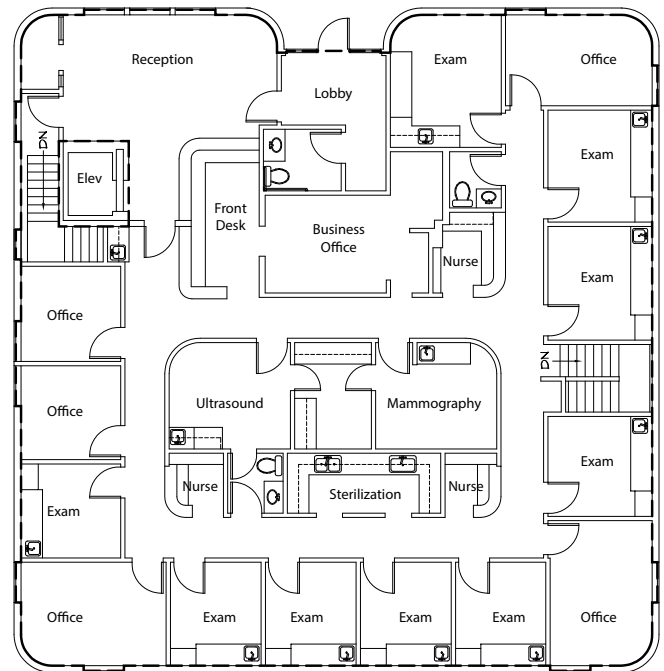 Reception
Lobby
Exam
Office
DN
Elev
Exam
Front
Desk
Business
Office
Nurse
Exam
Office
DN
Office
Ultrasound
Mammography
Exam
Exam
Nurse
Sterilization
Nurse
Office
Exam
Exam
Exam
Exam
Office